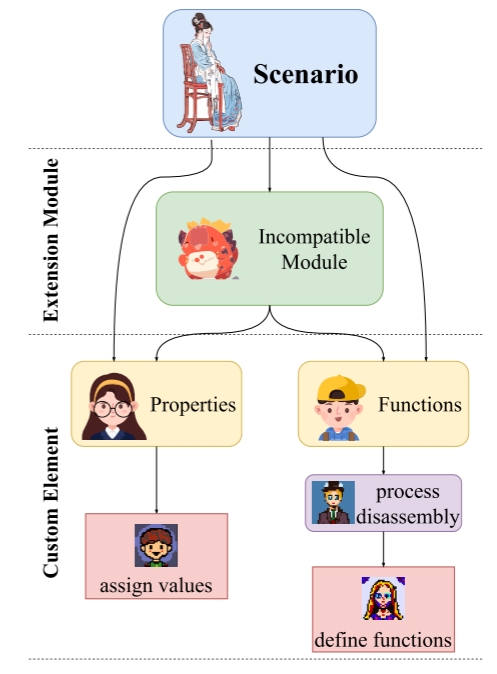 Scenario
Extension Module
Incompatible
Module
Custom Element
Properties
Functions
process
disassembly
assign values
define functions